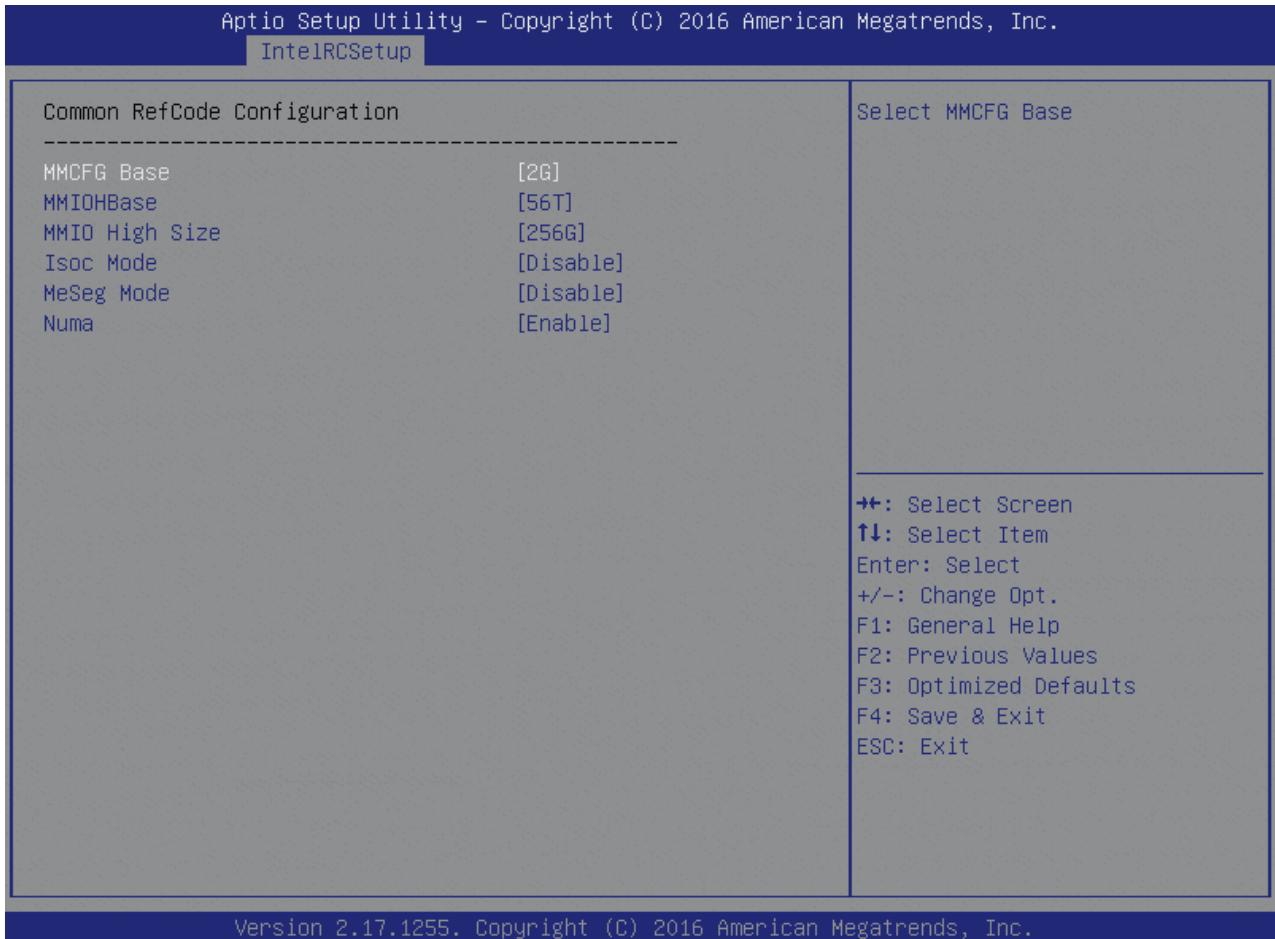 Aptio Setup Utility – Copyright (C) 2016 American Megatrends, Inc.
IntelRCSetup
Common RefCode Configuration
--------------------------------------------------
MMCFG Base [2G]
MMIOHBase [56T]
MMIO High Size [256G]
Isoc Mode [Disable]
MeSeg Mode [Disable]
Numa [Enable]
Select MMCFG Base
→←: Select Screen
↑↓: Select Item
Enter: Select
+/-: Change Opt.
F1: General Help
F2: Previous Values
F3: Optimized Defaults
F4: Save & Exit
ESC: Exit
Version 2.17.1255. Copyright (C) 2016 American Megatrends, Inc.